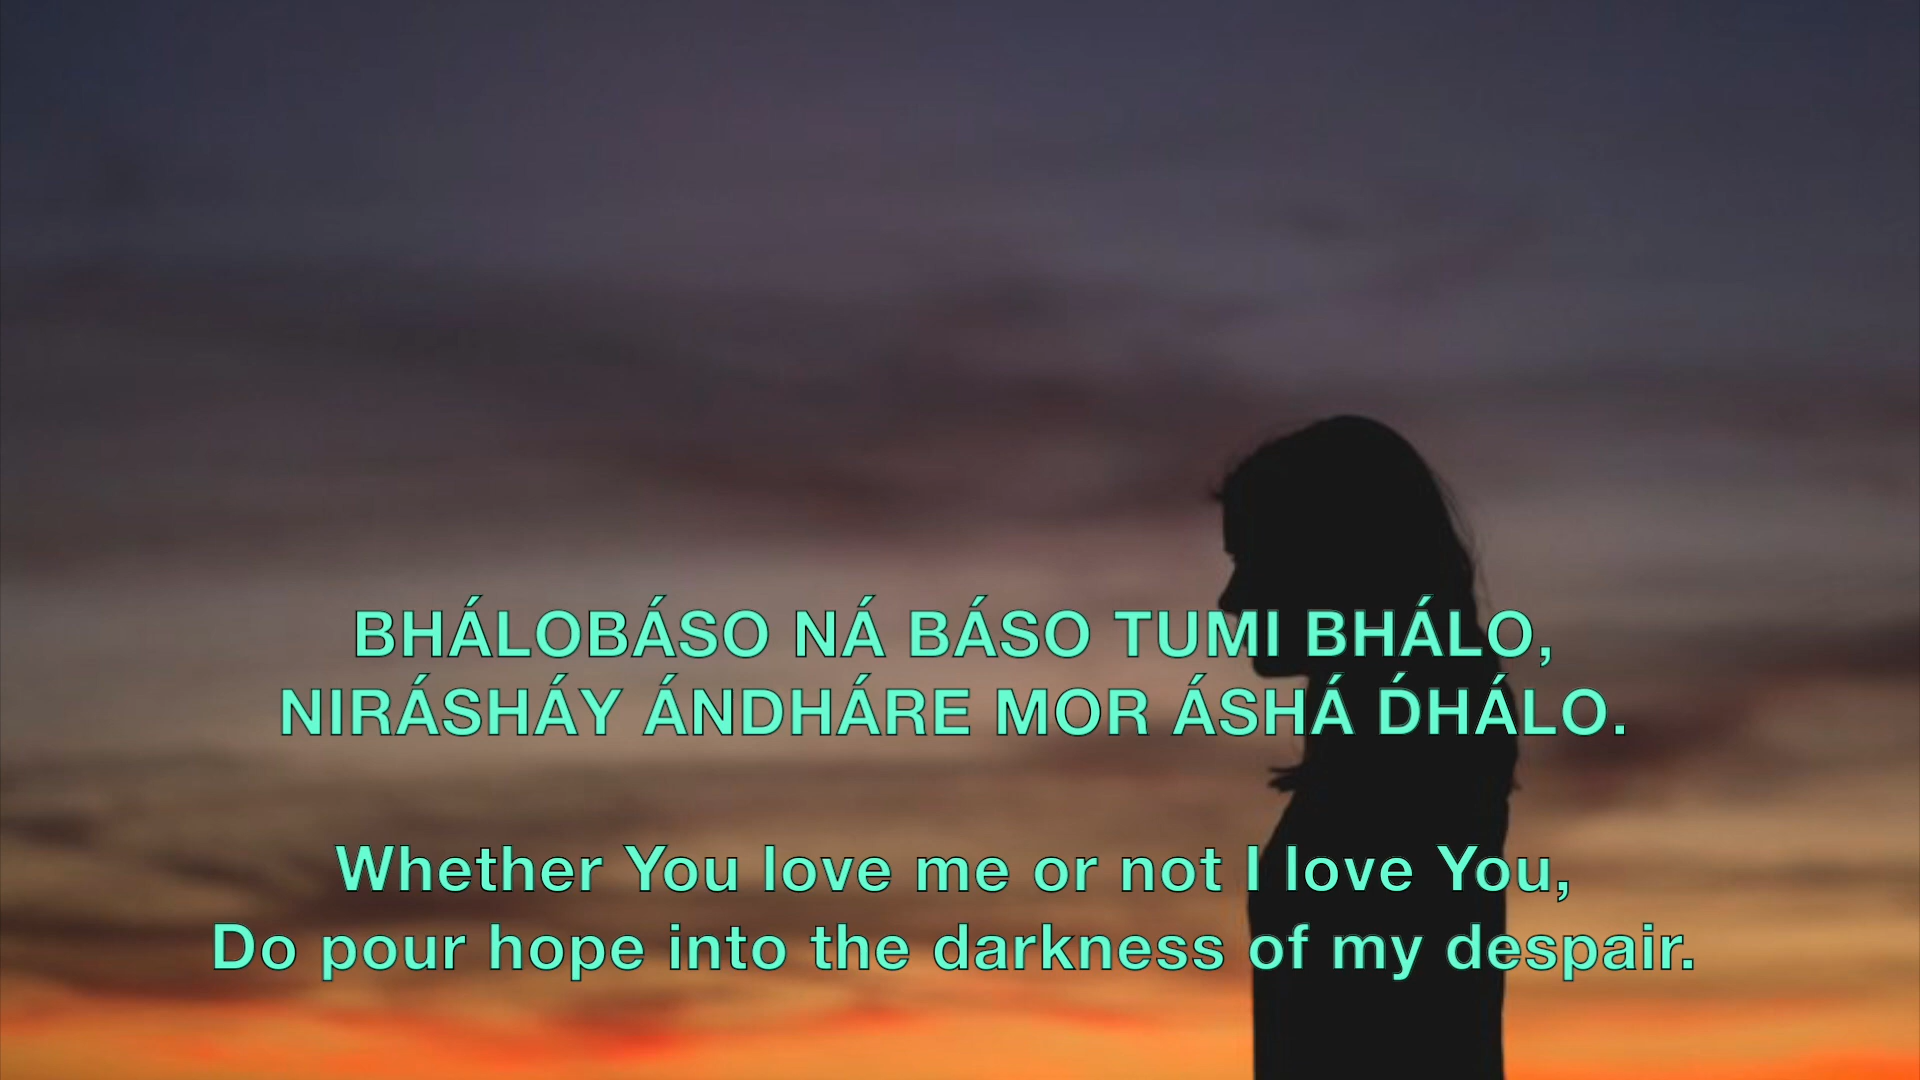 BHÁLOBÁSO NÁ BÁSO TUMI BHÁLO,
NIRÁSHÁY ÁNDHÁRE MOR ÁSHÁ D́HÁLO.
Whether You love me or not I love You,
Do pour hope into the darkness of my despair.